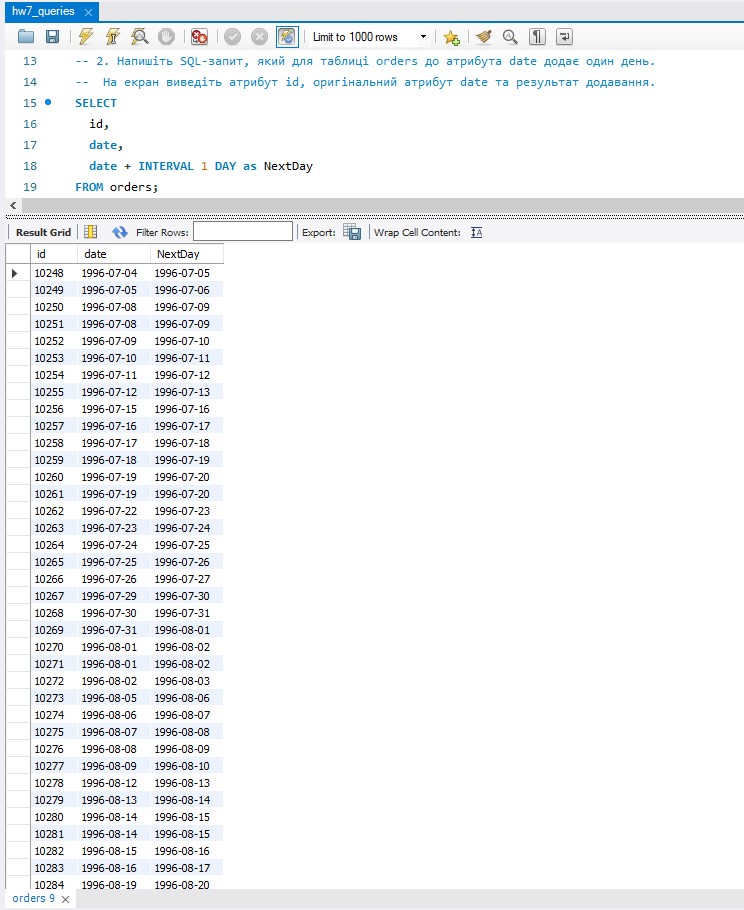 hw7_queries
Limit to 1000 rows
13 -- 2. Напишіть SQL-запит, який для таблиці orders до атрибута date додає один день.
14 -- На екран виведіть атрибут id, оригінальний атрибут date та результат додавання.
15 SELECT
16 id,
17 date,
18 date + INTERVAL 1 DAY as NextDay
19 FROM orders;
Result Grid Filter Rows: Export: Wrap Cell Content:
id date NextDay
10248 1996-07-04 1996-07-05
10249 1996-07-05 1996-07-06
10250 1996-07-08 1996-07-09
10251 1996-07-08 1996-07-09
10252 1996-07-09 1996-07-10
10253 1996-07-10 1996-07-11
10254 1996-07-11 1996-07-12
10255 1996-07-12 1996-07-13
10256 1996-07-15 1996-07-16
10257 1996-07-16 1996-07-17
10258 1996-07-17 1996-07-18
10259 1996-07-18 1996-07-19
10260 1996-07-19 1996-07-20
10261 1996-07-19 1996-07-20
10262 1996-07-22 1996-07-23
10263 1996-07-23 1996-07-24
10264 1996-07-24 1996-07-25
10265 1996-07-25 1996-07-26
10266 1996-07-26 1996-07-27
10267 1996-07-29 1996-07-30
10268 1996-07-30 1996-07-31
10269 1996-07-31 1996-08-01
10270 1996-08-01 1996-08-02
10271 1996-08-01 1996-08-02
10272 1996-08-02 1996-08-03
10273 1996-08-05 1996-08-06
10274 1996-08-06 1996-08-07
10275 1996-08-07 1996-08-08
10276 1996-08-08 1996-08-09
10277 1996-08-09 1996-08-10
10278 1996-08-12 1996-08-13
10279 1996-08-13 1996-08-14
10280 1996-08-14 1996-08-15
10281 1996-08-14 1996-08-15
10282 1996-08-15 1996-08-16
10283 1996-08-16 1996-08-17
10284 1996-08-19 1996-08-20
orders 9